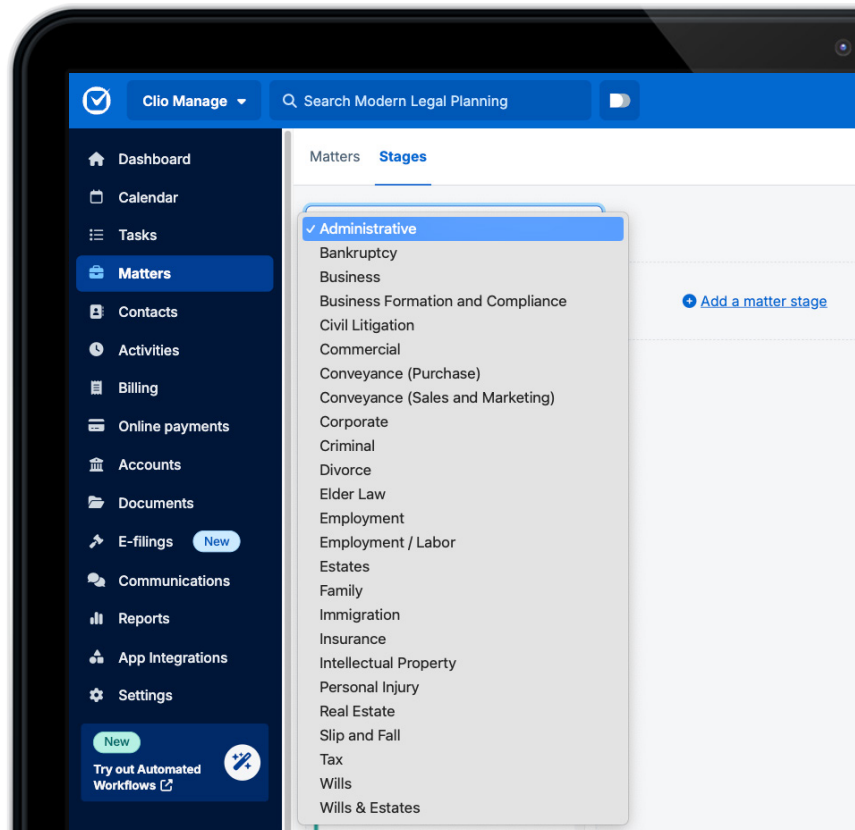 Clio Manage
Search Modern Legal Planning
Dashboard
Calendar
Tasks
Matters
Contacts
Activities
Billing
Online payments
Accounts
Documents
E-filings New
Communications
Reports
App Integrations
Settings
New
Try out Automated
Workflows
Matters Stages
Administrative
Bankruptcy
Business
Business Formation and Compliance
Civil Litigation
Commercial
Conveyance (Purchase)
Conveyance (Sales and Marketing)
Corporate
Criminal
Divorce
Elder Law
Employment
Employment / Labor
Estates
Family
Immigration
Insurance
Intellectual Property
Personal Injury
Real Estate
Slip and Fall
Tax
Wills
Wills & Estates
Add a matter stage